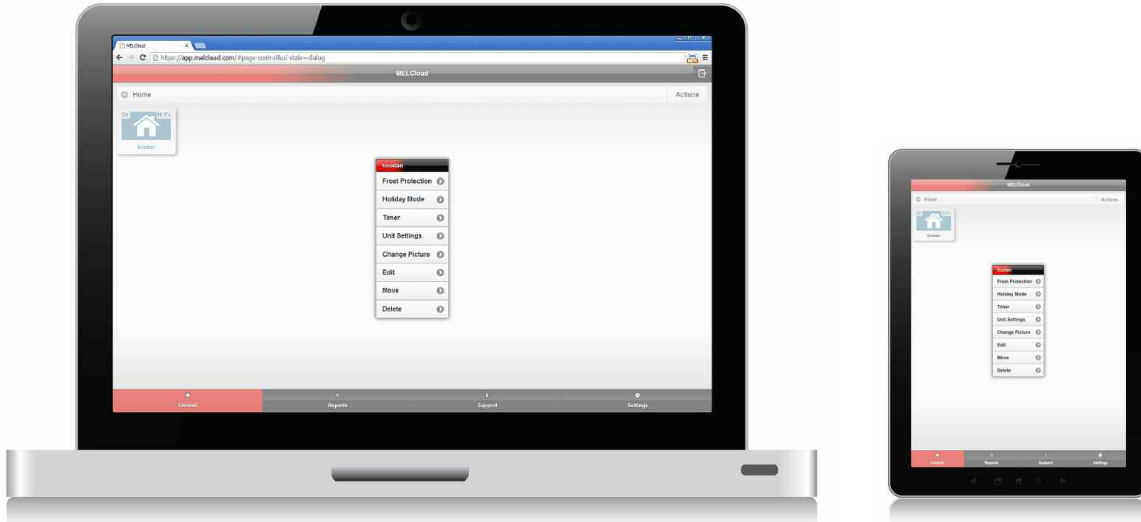 MELCloud
https://app.melcloud.com/#page-control&ui-state=dialog
MELCloud
Home
Actions
Ecodan
Ecodan
Frost Protection
Holiday Mode
Timer
Unit Settings
Change Picture
Edit
Move
Delete
Control
Reports
Support
Settings
MELCloud
Home
Actions
Ecodan
Ecodan
Frost Protection
Holiday Mode
Timer
Unit Settings
Change Picture
Edit
Move
Delete
Control
Reports
Support
Settings